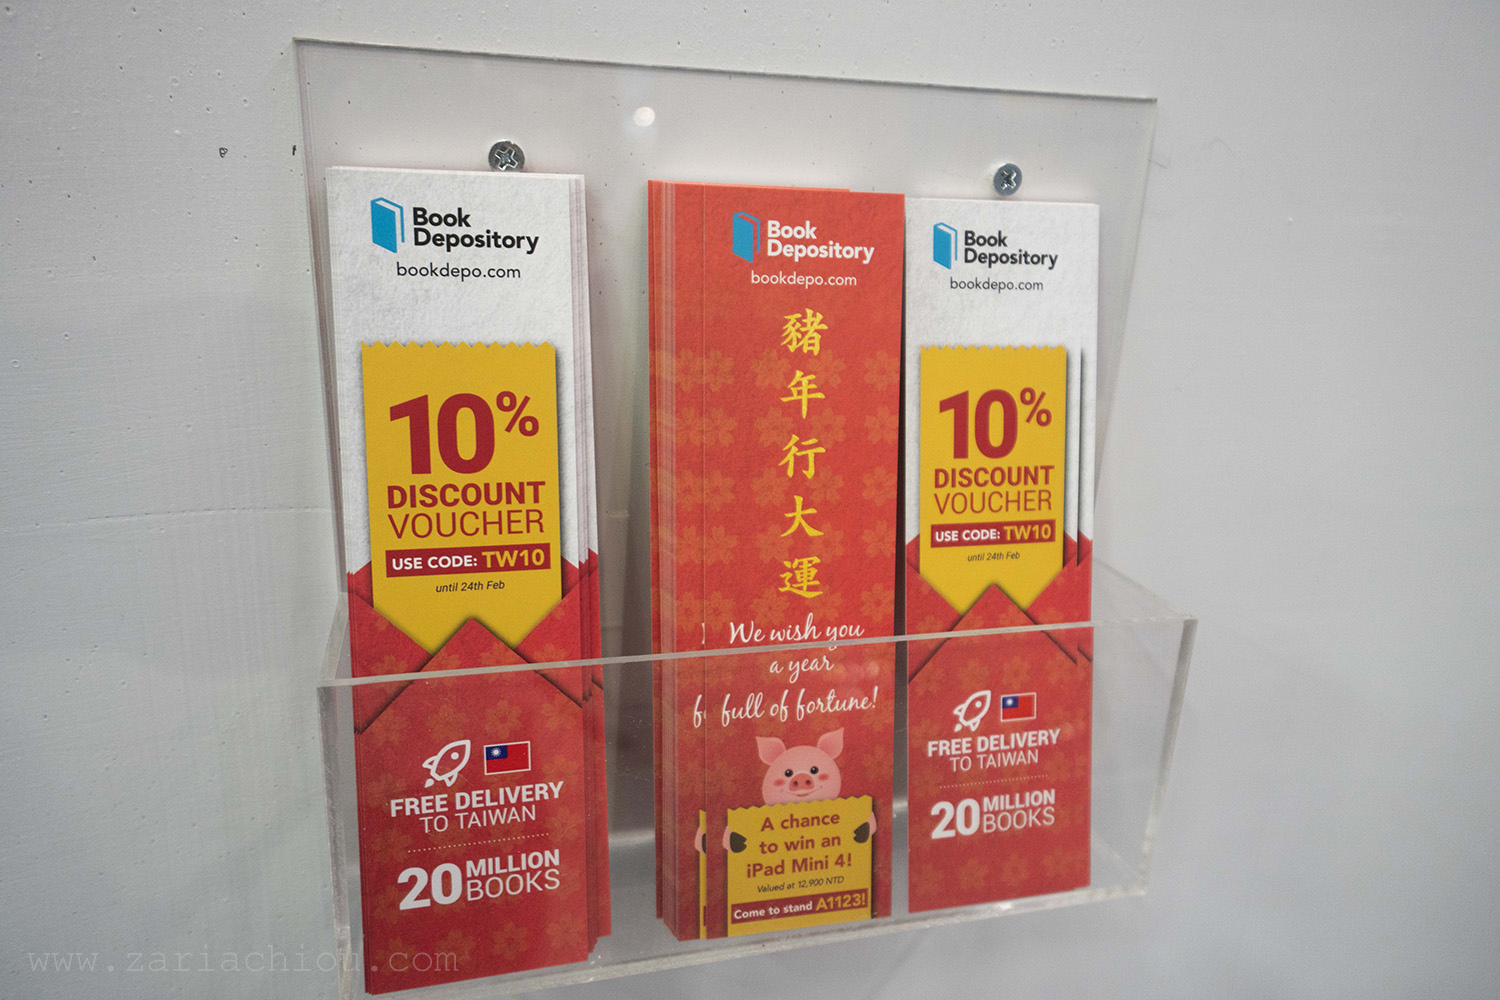 Book
Depository
bookdepo.com
10%
DISCOUNT
VOUCHER
USE CODE: TW10
until 24th Feb
FREE DELIVERY
TO TAIWAN
20 MILLION
BOOKS
Book
Depository
bookdepo.com
豬
年
行
大
運
We wish you
a year
full of fortune!
A chance
to win an
iPad Mini 4!
Valued at 12,900 NTD
Come to stand A1123!
Book
Depository
bookdepo.com
10%
DISCOUNT
VOUCHER
USE CODE: TW10
until 24th Feb
FREE DELIVERY
TO TAIWAN
20 MILLION
BOOKS
www.zariachiou.com